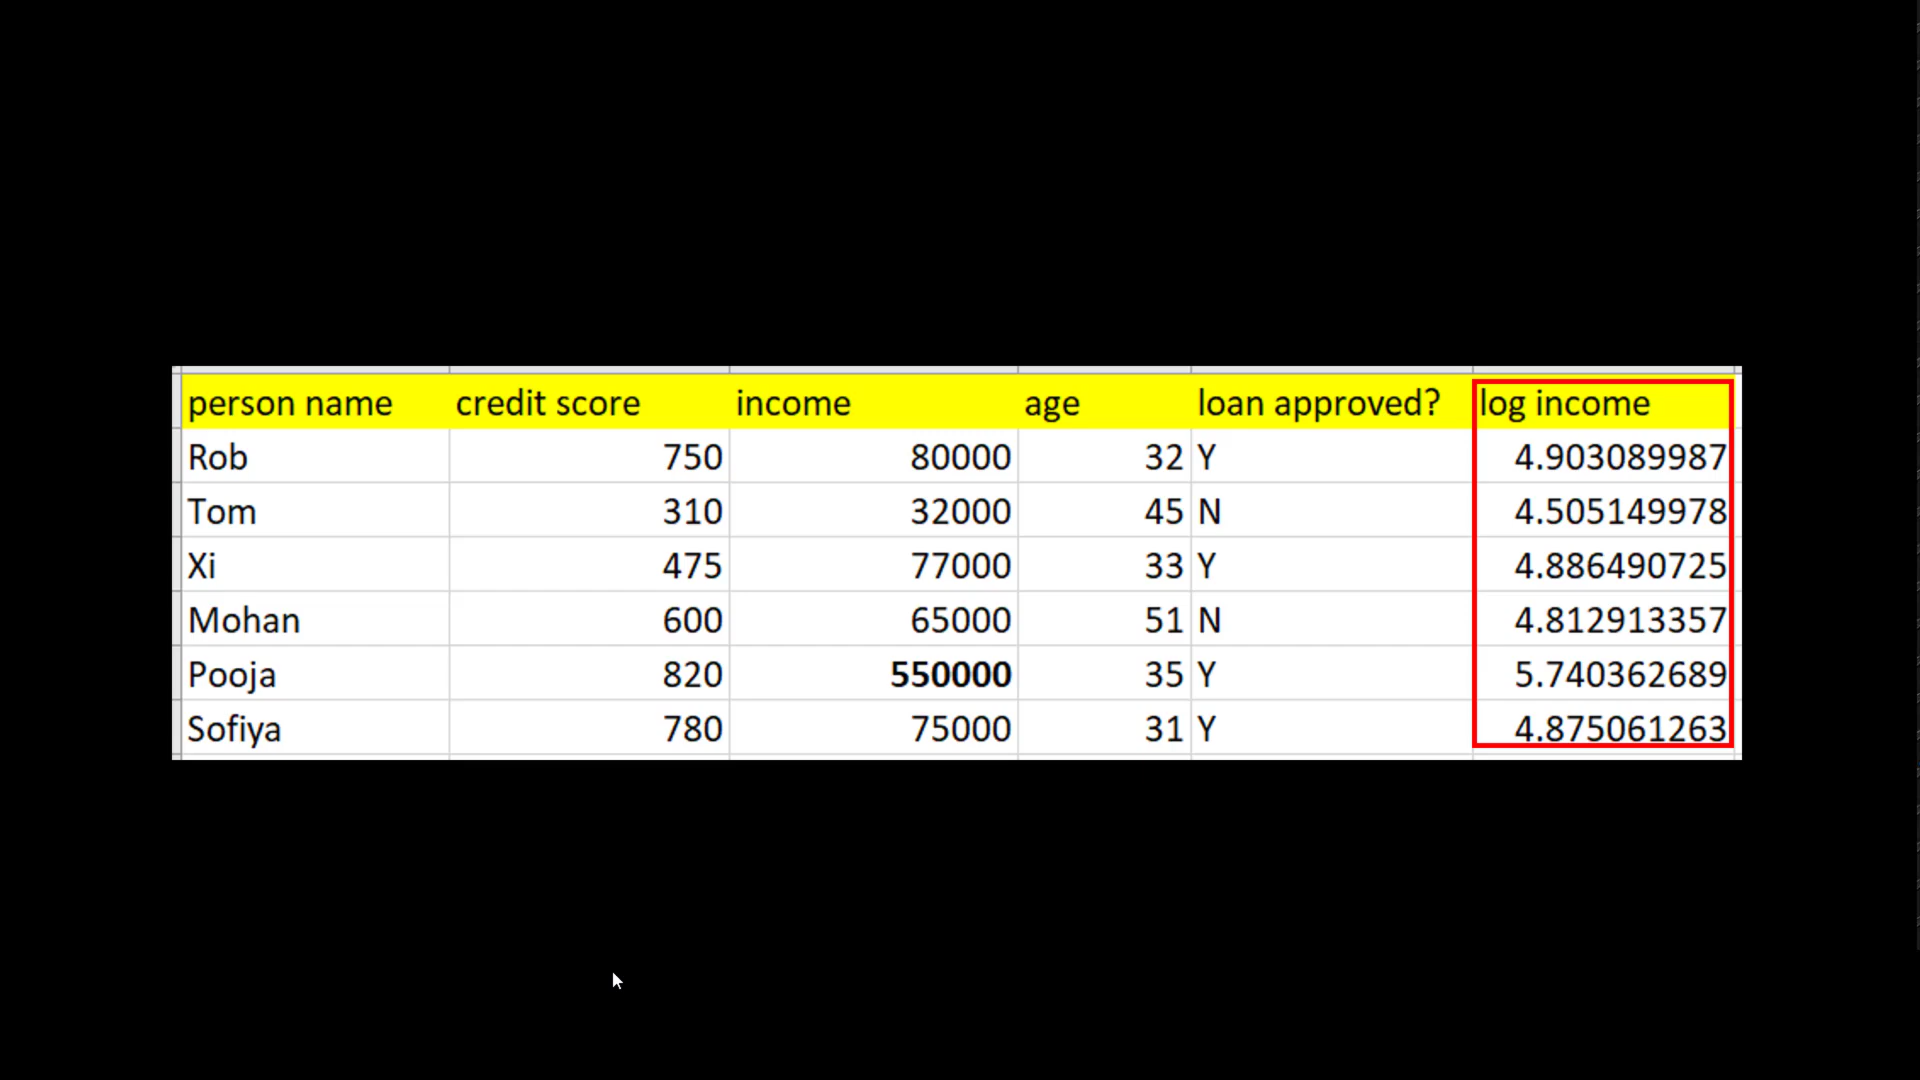 person name credit score income age loan approved? log income
Rob 750 80000 32 Y 4.903089987
Tom 310 32000 45 N 4.505149978
Xi 475 77000 33 Y 4.886490725
Mohan 600 65000 51 N 4.812913357
Pooja 820 550000 35 Y 5.740362689
Sofiya 780 75000 31 Y 4.875061263